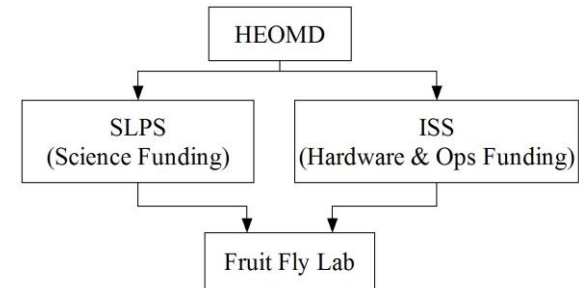 HEOMD
SLPS
(Science Funding)
ISS
(Hardware & Ops Funding)
Fruit Fly Lab